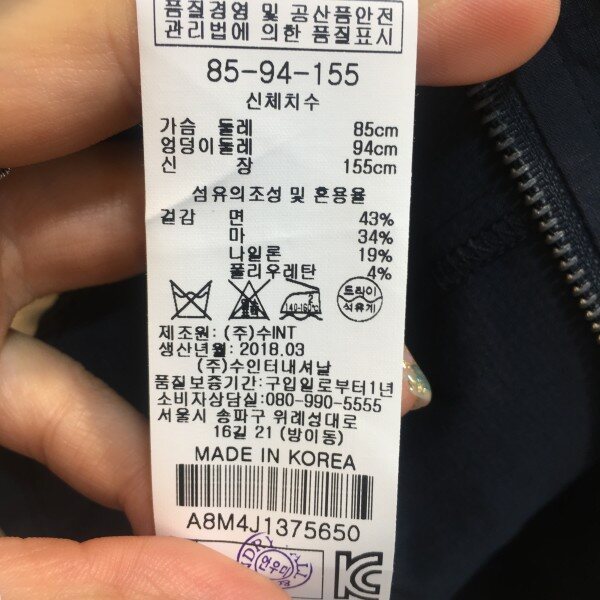 품질경영 및 공산품안전
관리법에 의한 품질표시
85-94-155
신체치수
가슴 둘레 85cm
엉덩이둘레 94cm
신 장 155cm
섬유의조성 및 혼용율
겉감 면 43%
마 34%
나일론 19%
폴리우레탄 4%
2 140-160℃ 드라이
석유계
제조원: (주)수INT
생산년월: 2018.03
(주)수인터내셔날
품질보증기간: 구입일로부터1년
소비자상담실:080-990-5555
서울시 송파구 위례성대로
16길 21 (방이동)
MADE IN KOREA
A8M4J1375650